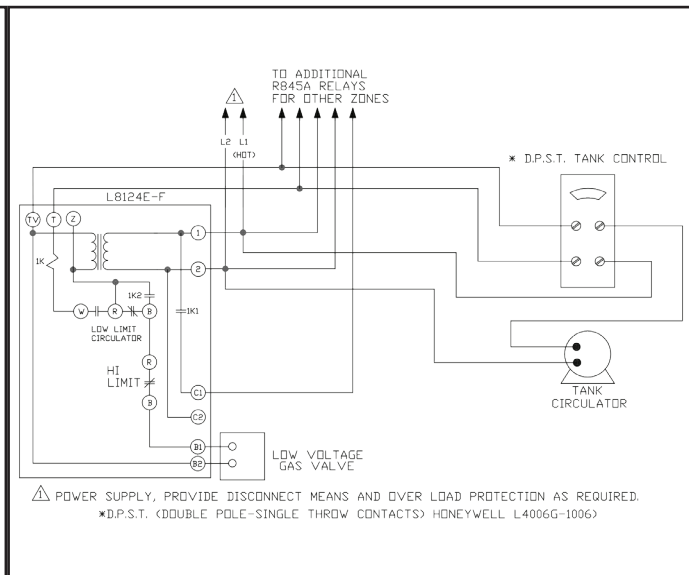 TO ADDITIONAL
R845A RELAYS
FOR OTHER ZONES
1
L2 L1
(HOT)
* D.P.S.T. TANK CONTROL
L8124E-F
TV T Z
1
2
1K
1K2
1K1
W R B
LOW LIMIT
CIRCULATOR
R
HI
LIMIT
B
C1
C2
B1
B2
LOW VOLTAGE
GAS VALVE
TANK
CIRCULATOR
1 POWER SUPPLY, PROVIDE DISCONNECT MEANS AND OVER LOAD PROTECTION AS REQUIRED.
*D.P.S.T. (DOUBLE POLE-SINGLE THROW CONTACTS) HONEYWELL L4006G-1006)